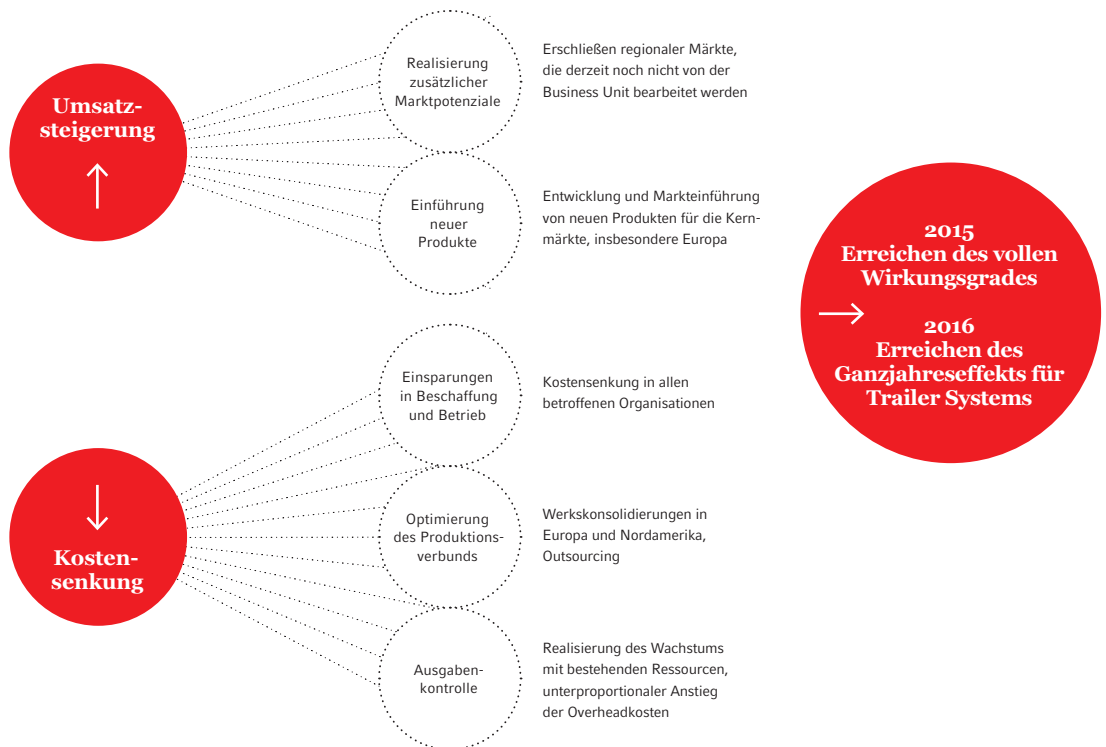 Umsatz-
steigerung
Realisierung
zusätzlicher
Marktpotenziale
Erschließen regionaler Märkte,
die derzeit noch nicht von der
Business Unit bearbeitet werden
Einführung
neuer
Produkte
Entwicklung und Markteinführung
von neuen Produkten für die Kern-
märkte, insbesondere Europa
Kosten-
senkung
Einsparungen
in Beschaffung
und Betrieb
Kostensenkung in allen
betroffenen Organisationen
Optimierung
des Produktions-
verbunds
Werkskonsolidierungen in
Europa und Nordamerika,
Outsourcing
Ausgaben-
kontrolle
Realisierung des Wachstums
mit bestehenden Ressourcen,
unterproportionaler Anstieg
der Overheadkosten
2015
Erreichen des vollen
Wirkungsgrades
2016
Erreichen des
Ganzjahreseffekts für
Trailer Systems